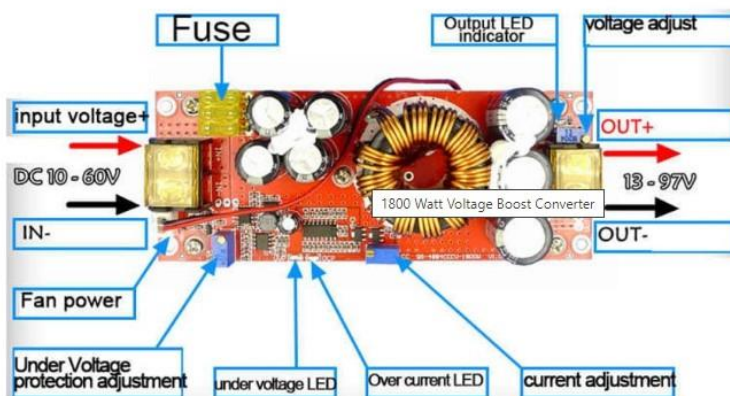 Fuse
Output LED
indicator
voltage adjust
input voltage+
OUT+
DC 10 - 60V
1800 Watt Voltage Boost Converter
13 - 97V
IN-
OUT-
Fan power
Under Voltage
protection adjustment
under voltage LED
Over current LED
current adjustment